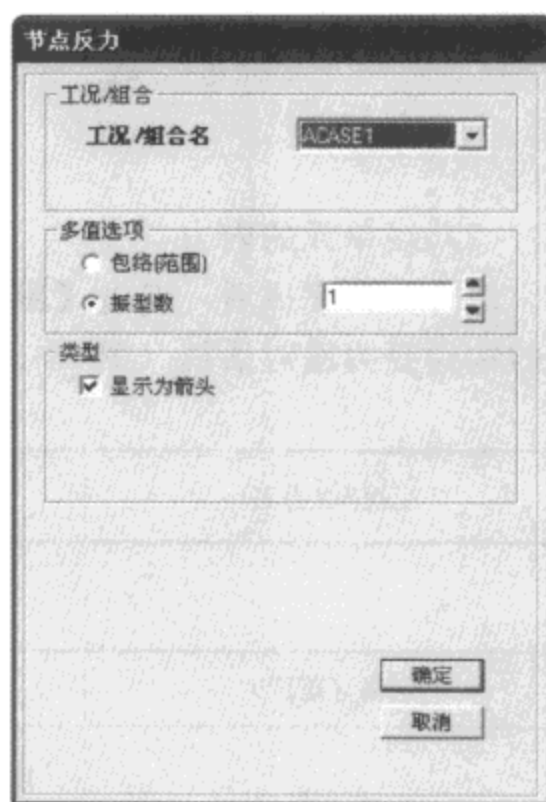 节点反力
工况/组合
工况/组合名 ACASE1
多值选项
包络(范围)
振型数 1
类型
显示为箭头
确定
取消